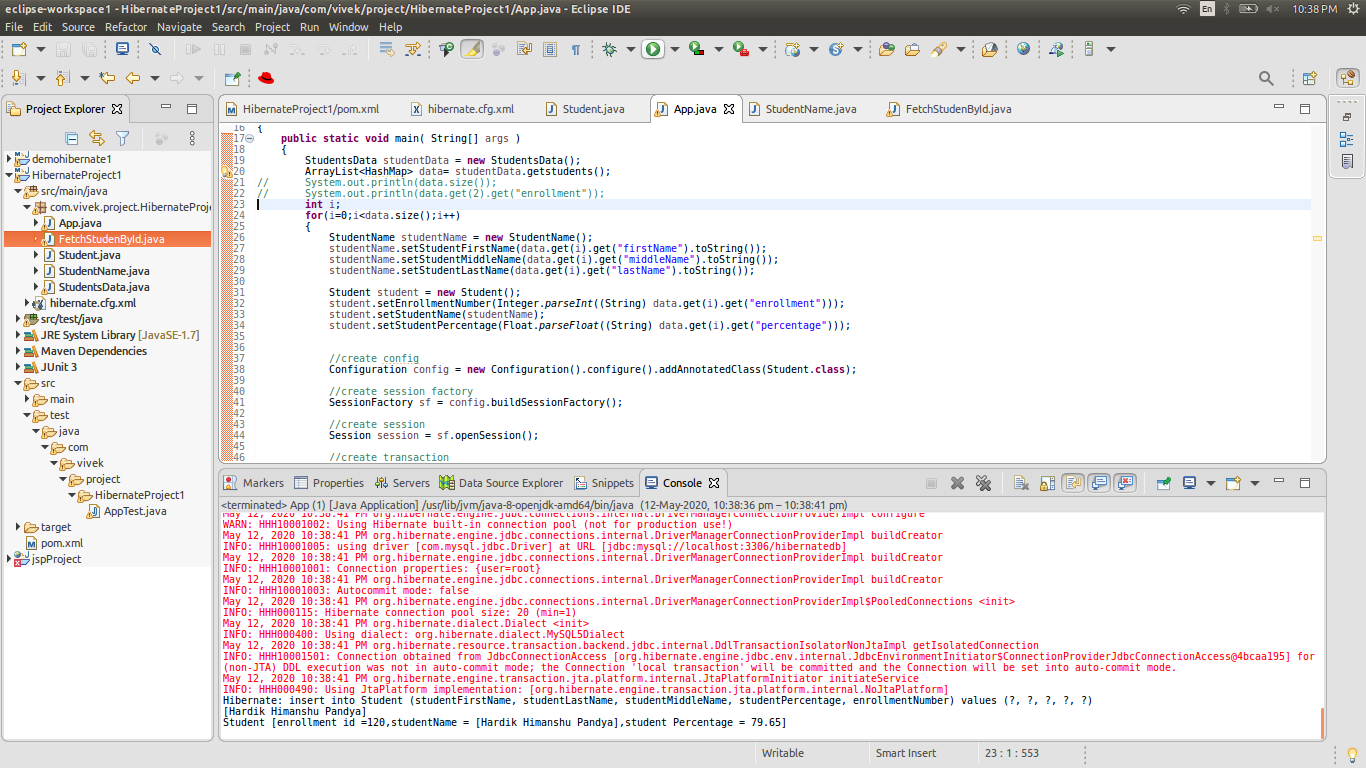 eclipse-workspace1 - HibernateProject1/src/main/java/com/vivek/project/HibernateProject1/App.java - Eclipse IDE
En
10:38 PM
File Edit Source Refactor Navigate Search Project Run Window Help
Project Explorer
demohibernate1
HibernateProject1
src/main/java
com.vivek.project.HibernateProje
App.java
FetchStudenById.java
Student.java
StudentName.java
StudentsData.java
hibernate.cfg.xml
src/test/java
JRE System Library [JavaSE-1.7]
Maven Dependencies
JUnit 3
src
main
test
java
com
vivek
project
HibernateProject1
AppTest.java
target
pom.xml
jspProject
HibernateProject1/pom.xml hibernate.cfg.xml Student.java App.java StudentName.java FetchStudenById.java
16 {
17 public static void main( String[] args )
18 {
19 StudentsData studentData = new StudentsData();
20 ArrayList<HashMap> data= studentData.getstudents();
21 // System.out.println(data.size());
22 // System.out.println(data.get(2).get("enrollment"));
23 int i;
24 for(i=0;i<data.size();i++)
25 {
26 StudentName studentName = new StudentName();
27 studentName.setStudentFirstName(data.get(i).get("firstName").toString());
28 studentName.setStudentMiddleName(data.get(i).get("middleName").toString());
29 studentName.setStudentLastName(data.get(i).get("lastName").toString());
30
31 Student student = new Student();
32 student.setEnrollmentNumber(Integer.parseInt((String) data.get(i).get("enrollment")));
33 student.setStudentName(studentName);
34 student.setStudentPercentage(Float.parseFloat((String) data.get(i).get("percentage")));
35
36
37 //create config
38 Configuration config = new Configuration().configure().addAnnotatedClass(Student.class);
39
40 //create session factory
41 SessionFactory sf = config.buildSessionFactory();
42
43 //create session
44 Session session = sf.openSession();
45
46 //create transaction
Markers Properties Servers Data Source Explorer Snippets Console
<terminated> App (1) [Java Application] /usr/lib/jvm/java-8-openjdk-amd64/bin/java (12-May-2020, 10:38:36 pm – 10:38:41 pm)
May 12, 2020 10:38:41 PM org.hibernate.engine.jdbc.connections.internal.DriverManagerConnectionProviderImpl configure
WARN: HHH10001002: Using Hibernate built-in connection pool (not for production use!)
May 12, 2020 10:38:41 PM org.hibernate.engine.jdbc.connections.internal.DriverManagerConnectionProviderImpl buildCreator
INFO: HHH10001005: using driver [com.mysql.jdbc.Driver] at URL [jdbc:mysql://localhost:3306/hibernatedb]
May 12, 2020 10:38:41 PM org.hibernate.engine.jdbc.connections.internal.DriverManagerConnectionProviderImpl buildCreator
INFO: HHH10001001: Connection properties: {user=root}
May 12, 2020 10:38:41 PM org.hibernate.engine.jdbc.connections.internal.DriverManagerConnectionProviderImpl buildCreator
INFO: HHH10001003: Autocommit mode: false
May 12, 2020 10:38:41 PM org.hibernate.engine.jdbc.connections.internal.DriverManagerConnectionProviderImpl$PooledConnections <init>
INFO: HHH000115: Hibernate connection pool size: 20 (min=1)
May 12, 2020 10:38:41 PM org.hibernate.dialect.Dialect <init>
INFO: HHH000400: Using dialect: org.hibernate.dialect.MySQL5Dialect
May 12, 2020 10:38:41 PM org.hibernate.resource.transaction.backend.jdbc.internal.DdlTransactionIsolatorNonJtaImpl getIsolatedConnection
INFO: HHH10001501: Connection obtained from JdbcConnectionAccess [org.hibernate.engine.jdbc.env.internal.JdbcEnvironmentInitiator$ConnectionProviderJdbcConnectionAccess@4bcaa195] for
(non-JTA) DDL execution was not in auto-commit mode; the Connection 'local transaction' will be committed and the Connection will be set into auto-commit mode.
May 12, 2020 10:38:41 PM org.hibernate.engine.transaction.jta.platform.internal.JtaPlatformInitiator initiateService
INFO: HHH000490: Using JtaPlatform implementation: [org.hibernate.engine.transaction.jta.platform.internal.NoJtaPlatform]
Hibernate: insert into Student (studentFirstName, studentLastName, studentMiddleName, studentPercentage, enrollmentNumber) values (?, ?, ?, ?, ?)
[Hardik Himanshu Pandya]
Student [enrollment id =120,studentName = [Hardik Himanshu Pandya],student Percentage = 79.65]
Writable Smart Insert 23 : 1 : 553